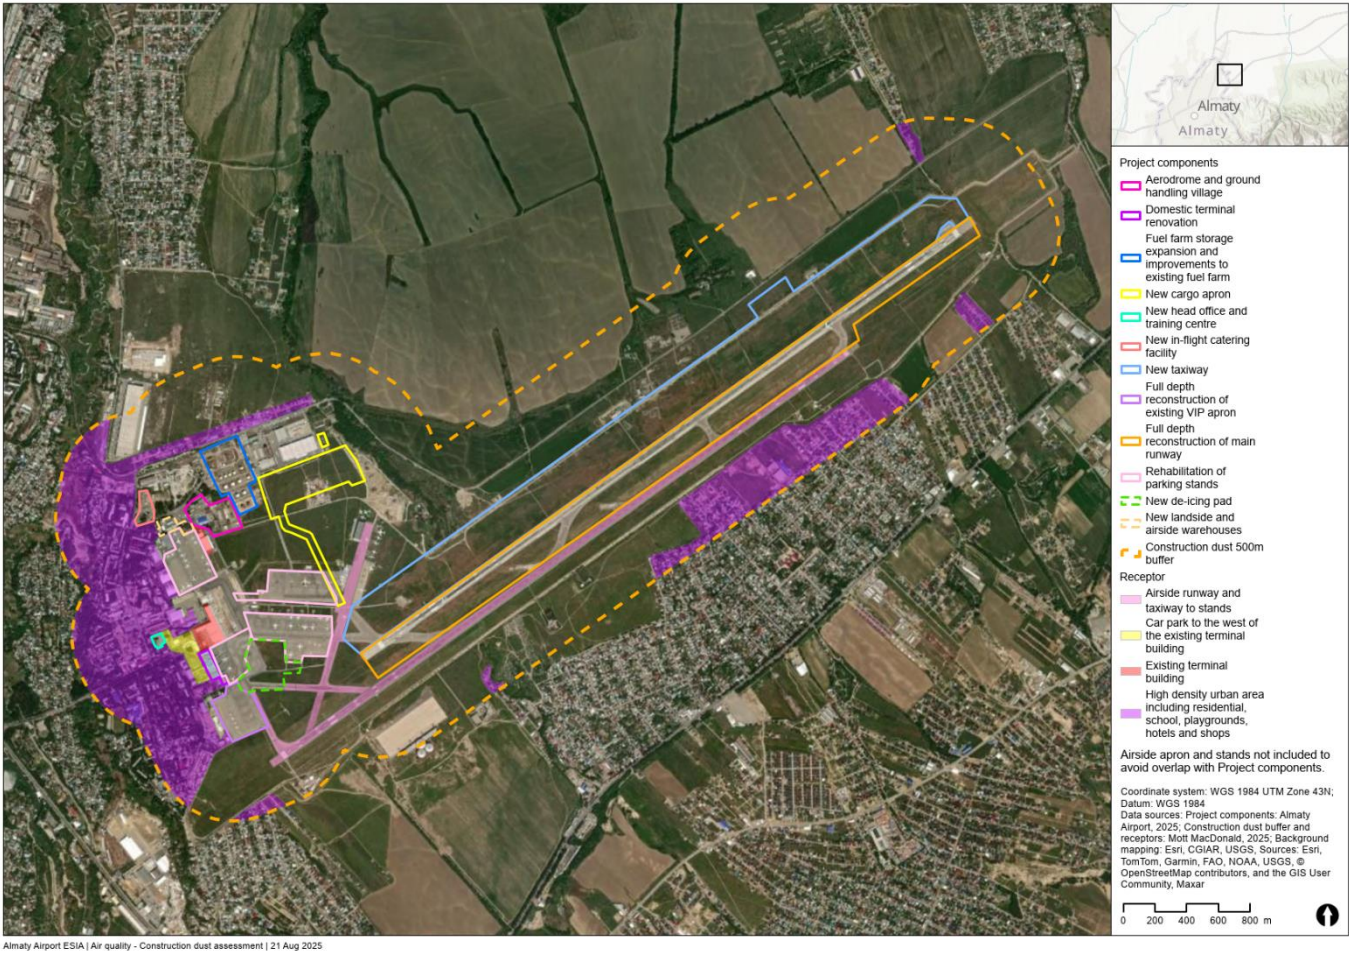 Almaty
Almaty
Project components
Aerodrome and ground
handling village
Domestic terminal
renovation
Fuel farm storage
expansion and
improvements to
existing fuel farm
New cargo apron
New head office and
training centre
New in-flight catering
facility
New taxiway
Full depth
reconstruction of
existing VIP apron
Full depth
reconstruction of main
runway
Rehabilitation of
parking stands
New de-icing pad
New landside and
airside warehouses
Construction dust 500m
buffer
Receptor
Airside runway and
taxiway to stands
Car park to the west of
the existing terminal
building
Existing terminal
building
High density urban area
including residential,
school, playgrounds,
hotels and shops
Airside apron and stands not included to
avoid overlap with Project components.
Coordinate system: WGS 1984 UTM Zone 43N;
Datum: WGS 1984
Data sources: Project components: Almaty
Airport, 2025; Construction dust buffer and
receptors: Mott MacDonald, 2025; Background
mapping: Esri, CGIAR, USGS, Sources: Esri,
TomTom, Garmin, FAO, NOAA, USGS, ©
OpenStreetMap contributors, and the GIS User
Community, Maxar
0 200 400 600 800 m
Almaty Airport ESIA | Air quality - Construction dust assessment | 21 Aug 2025